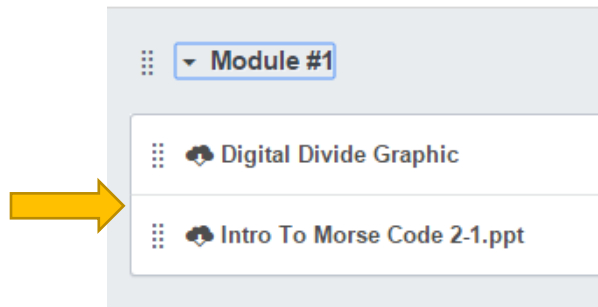 Module #1
Digital Divide Graphic
Intro To Morse Code 2-1.ppt